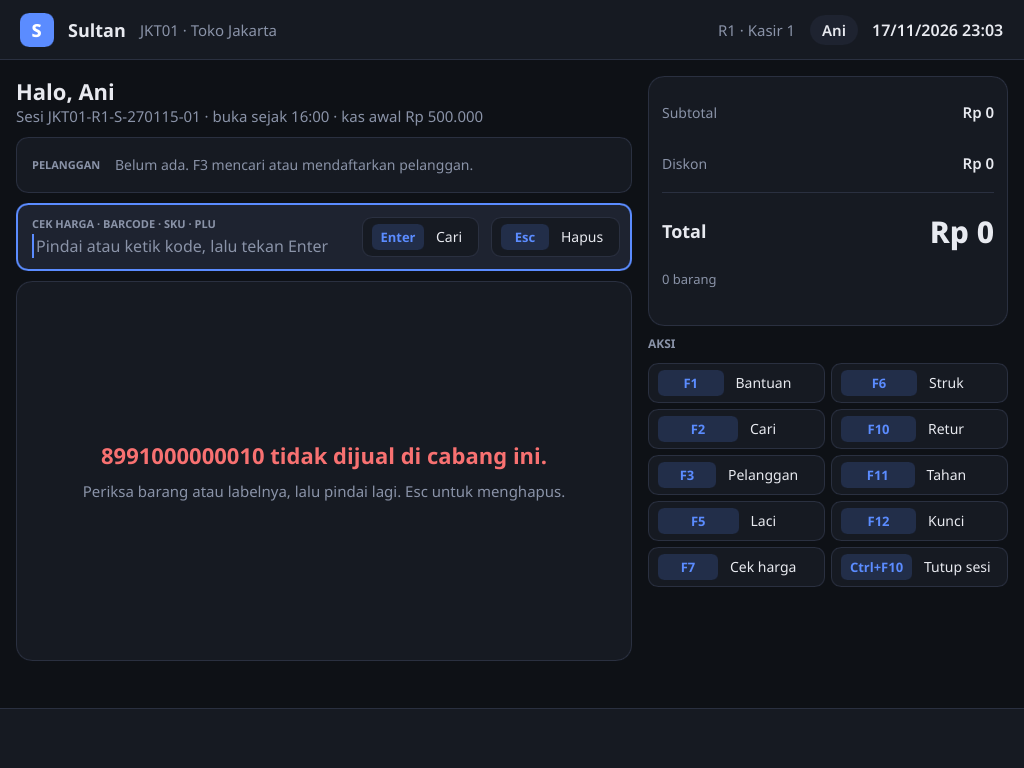 S Sultan JKT01 · Toko Jakarta
R1 · Kasir 1 Ani 17/11/2026 23:03
Halo, Ani
Sesi JKT01-R1-S-270115-01 · buka sejak 16:00 · kas awal Rp 500.000
PELANGGAN Belum ada. F3 mencari atau mendaftarkan pelanggan.
CEK HARGA · BARCODE · SKU · PLU
Pindai atau ketik kode, lalu tekan Enter
Enter Cari Esc Hapus
8991000000010 tidak dijual di cabang ini.
Periksa barang atau labelnya, lalu pindai lagi. Esc untuk menghapus.
Subtotal Rp 0
Diskon Rp 0
Total Rp 0
0 barang
AKSI
F1 Bantuan F6 Struk
F2 Cari F10 Retur
F3 Pelanggan F11 Tahan
F5 Laci F12 Kunci
F7 Cek harga Ctrl+F10 Tutup sesi